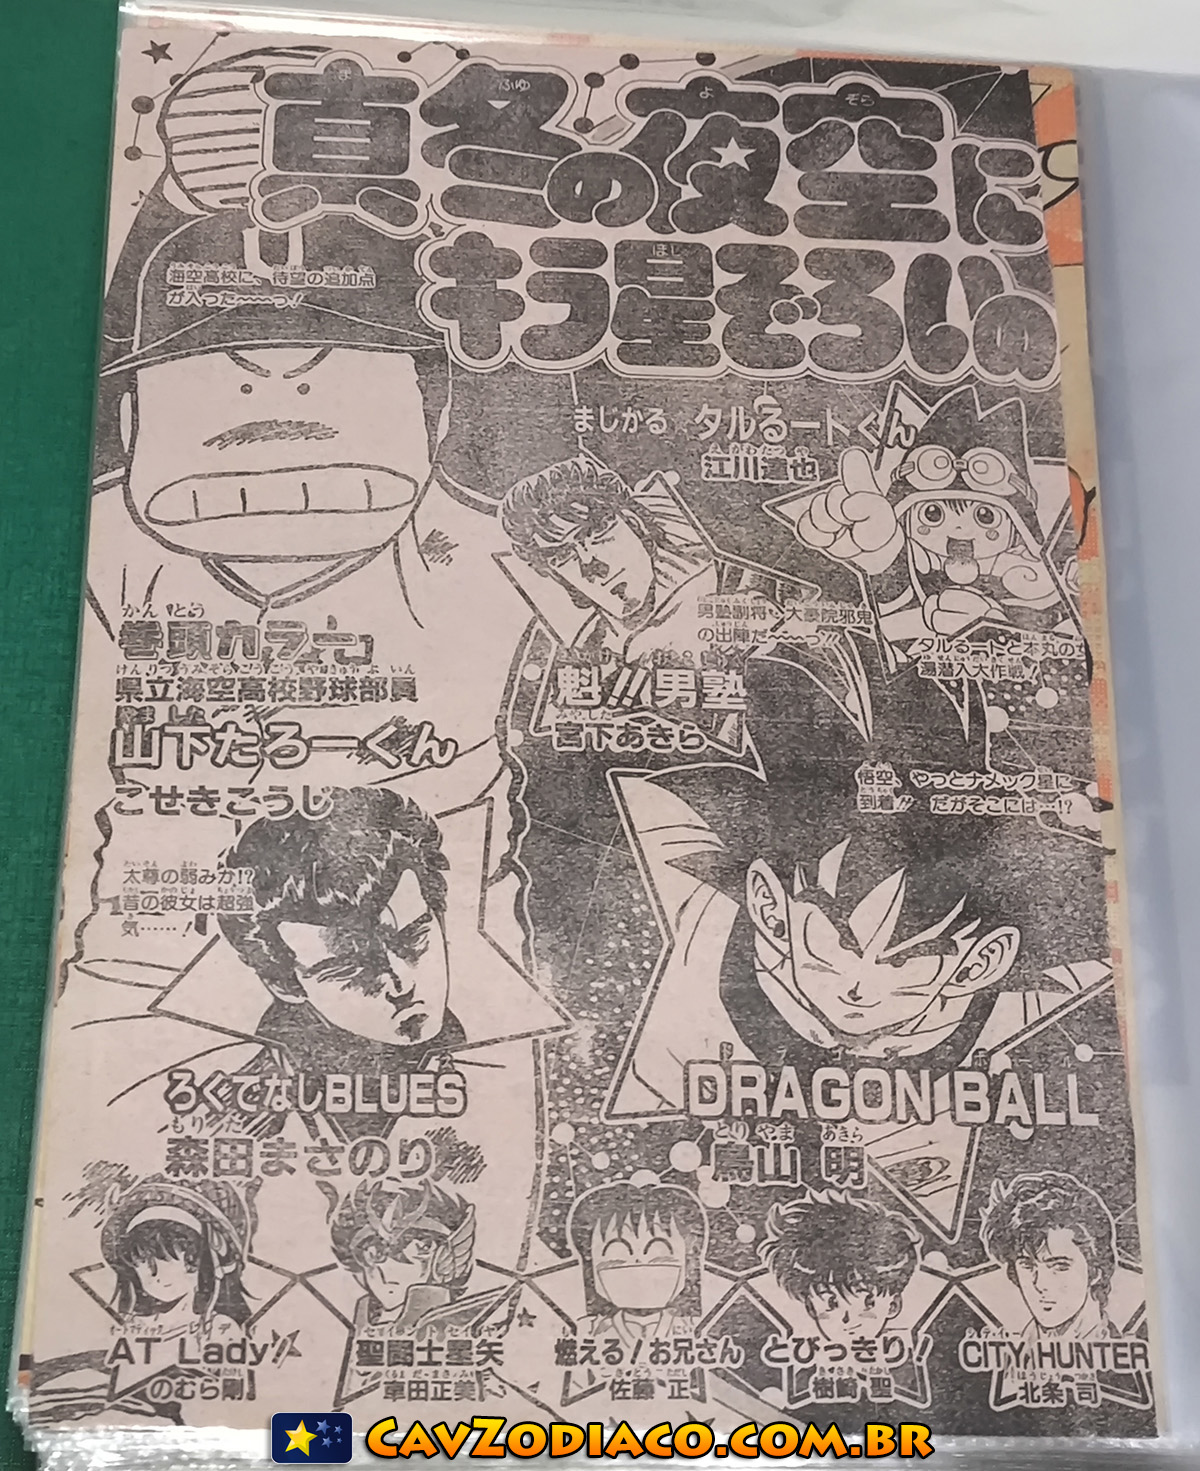 真冬の夜空に
キラ星ぞろいの
海空高校に、待望の追加点
が入った〜〜〜っ!
まじかる タルるートくん
江川達也
タルるートと本丸の
湯潜入大作戦!
男塾副将・大豪院邪鬼
の出陣だ〜〜〜っ!!
魁!!男塾
宮下あきら
巻頭カラー
県立海空高校野球部員
山下たろーくん
こせきこうじ
悟空、やっとナメック星に
到着!! だがそこには…!?
DRAGON BALL
鳥山 明
太尊の弱みか!?
昔の彼女は超強
気……!
ろくでなしBLUES
森田まさのり
AT Lady!
のむら剛
聖闘士星矢
車田正美
燃える!お兄さん
佐藤 正
とびっきり!
樹崎 聖
CITY HUNTER
北条 司
CavZodiaco.com.br